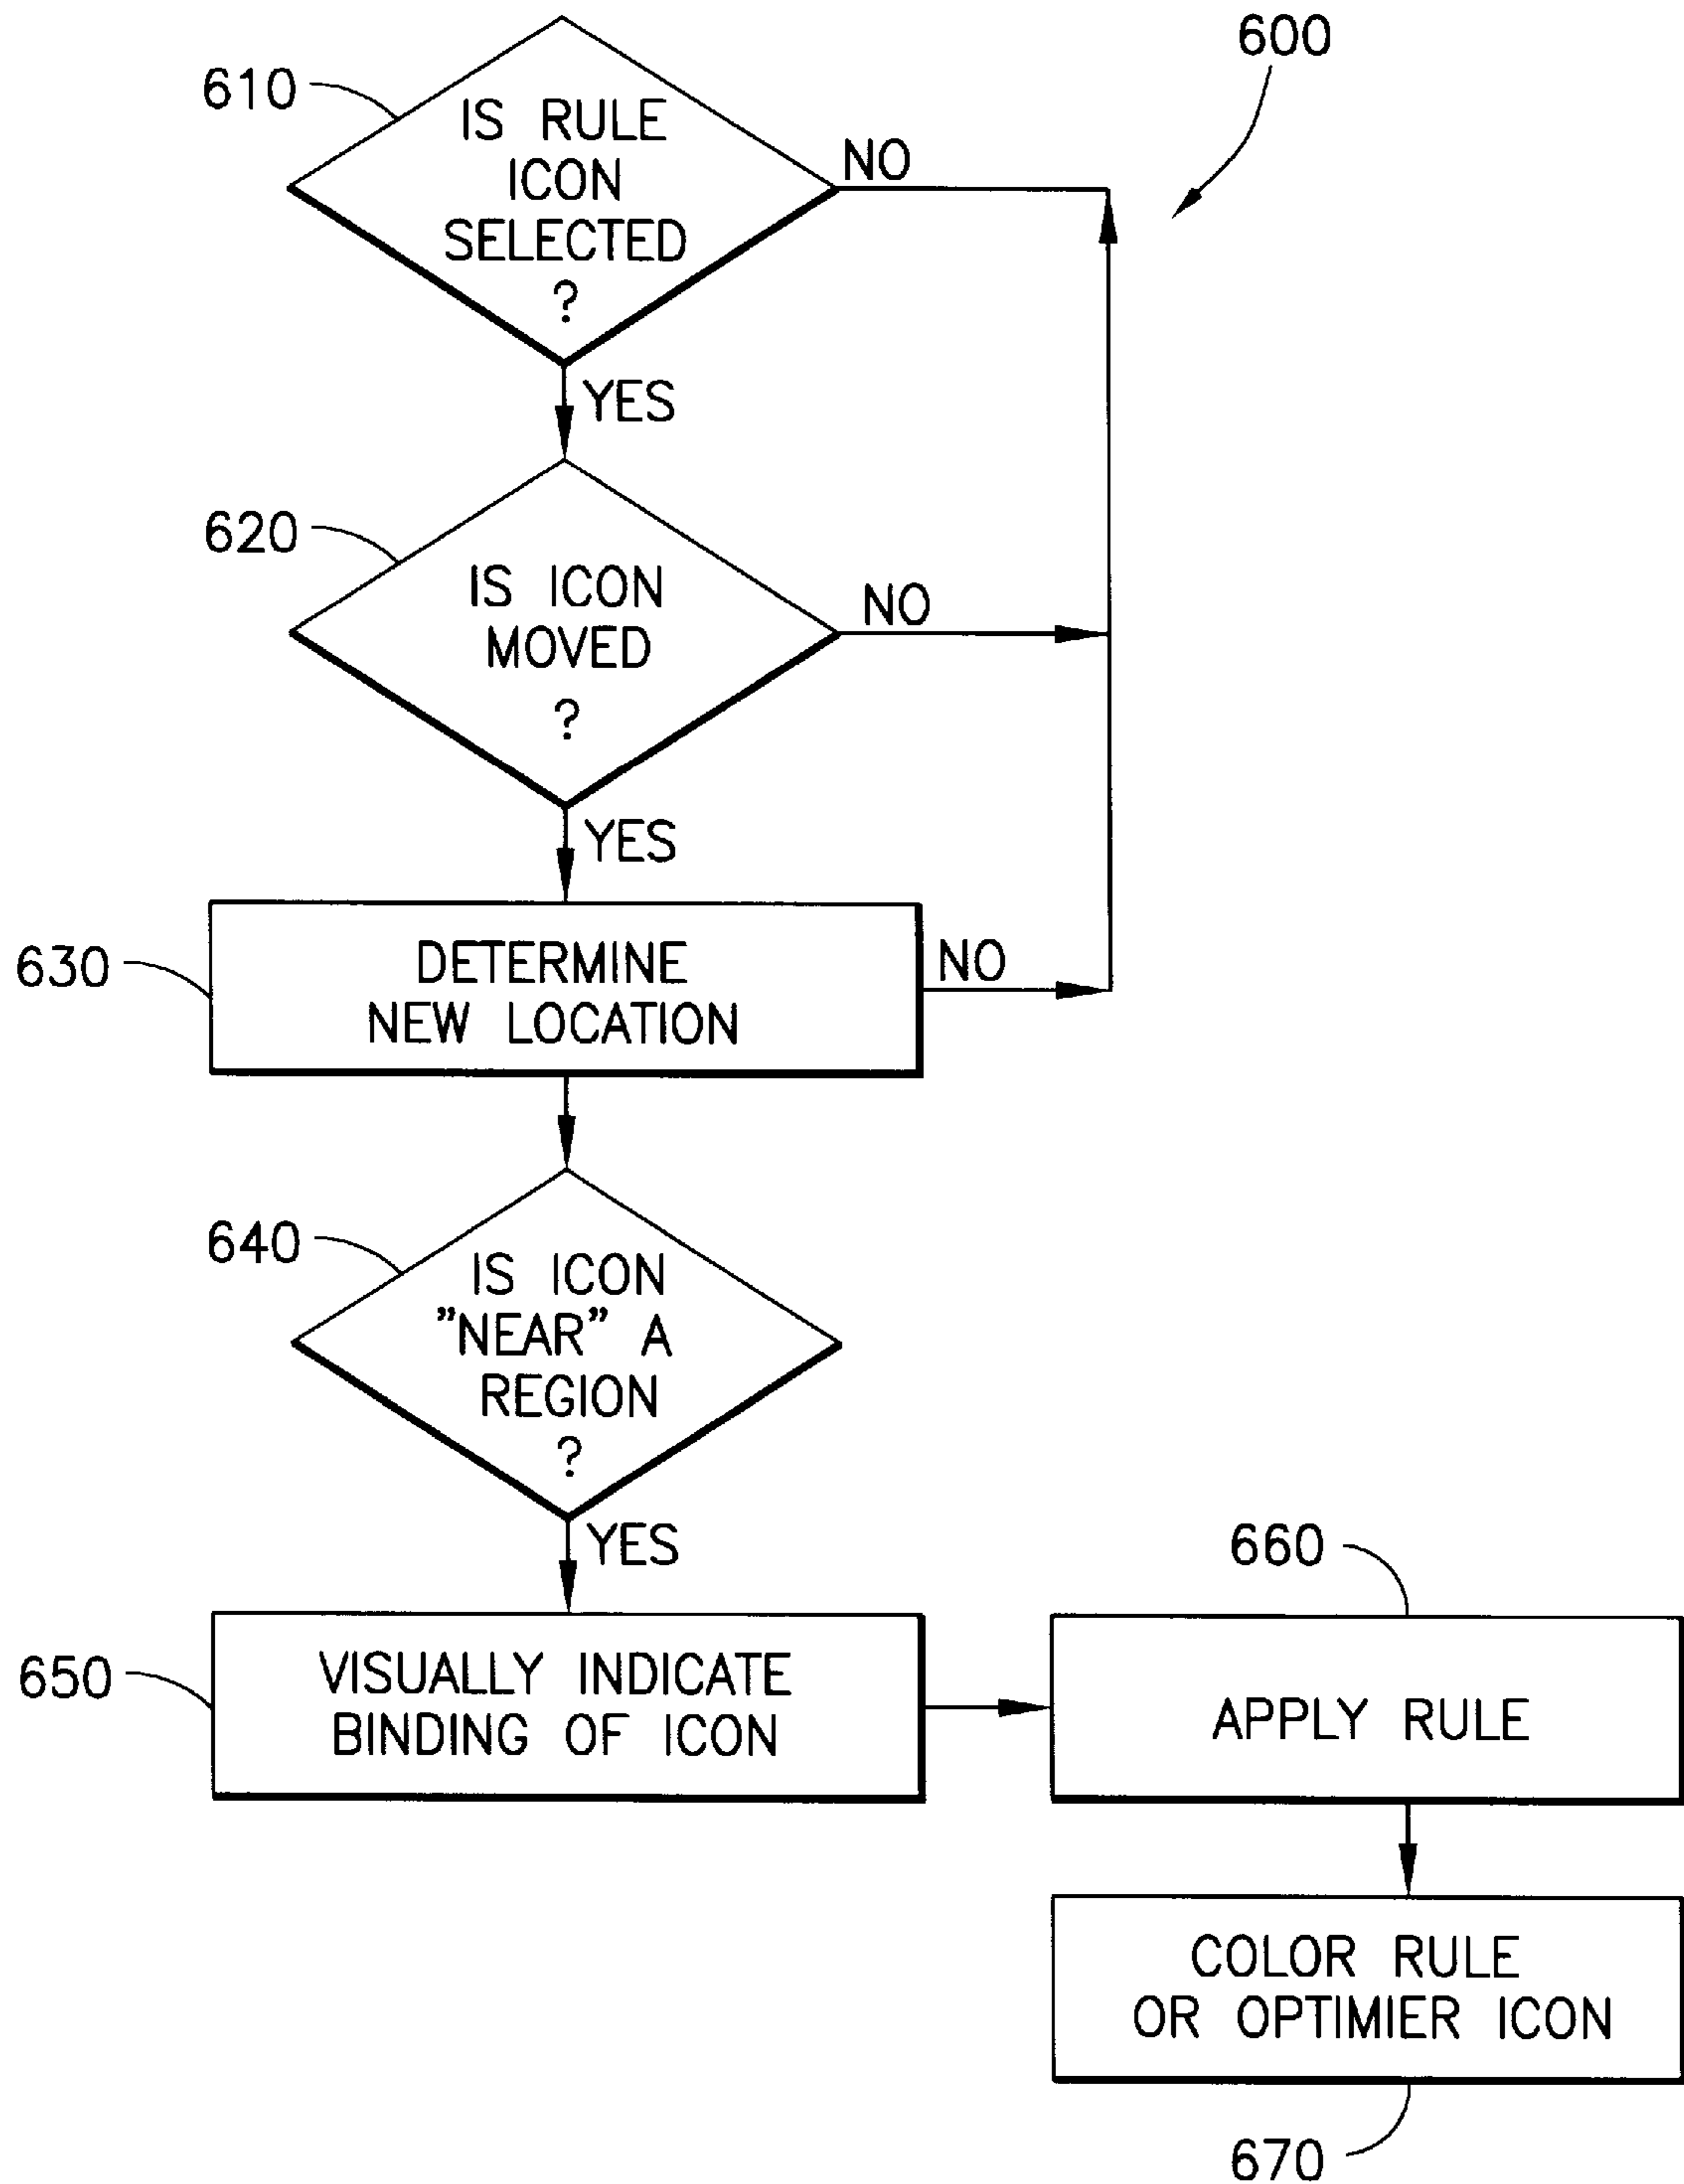 600
610
IS RULE
ICON
SELECTED
?
NO
YES
620
IS ICON
MOVED
?
NO
YES
630
DETERMINE
NEW LOCATION
NO
640
IS ICON
”NEAR” A
REGION
?
YES
650
VISUALLY INDICATE
BINDING OF ICON
660
APPLY RULE
COLOR RULE
OR OPTIMIER ICON
670